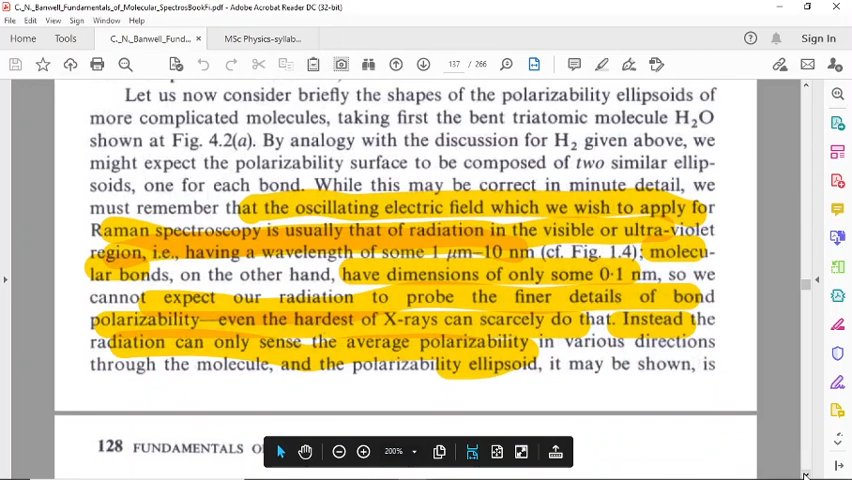 C._N._Banwell_Fundamentals_of_Molecular_SpectrosBookFi.pdf - Adobe Acrobat Reader DC (32-bit)
File Edit View Sign Window Help
Home Tools C._N._Banwell_Fund... × MSc Physics-syllab... Sign In
137 / 266
Let us now consider briefly the shapes of the polarizability ellipsoids of
more complicated molecules, taking first the bent triatomic molecule H₂O
shown at Fig. 4.2(a). By analogy with the discussion for H₂ given above, we
might expect the polarizability surface to be composed of two similar ellip-
soids, one for each bond. While this may be correct in minute detail, we
must remember that the oscillating electric field which we wish to apply for
Raman spectroscopy is usually that of radiation in the visible or ultra-violet
region, i.e., having a wavelength of some 1 μm–10 nm (cf. Fig. 1.4); molecu-
lar bonds, on the other hand, have dimensions of only some 0·1 nm, so we
cannot expect our radiation to probe the finer details of bond
polarizability—even the hardest of X-rays can scarcely do that. Instead the
radiation can only sense the average polarizability in various directions
through the molecule, and the polarizability ellipsoid, it may be shown, is
128 FUNDAMENTALS O
200%